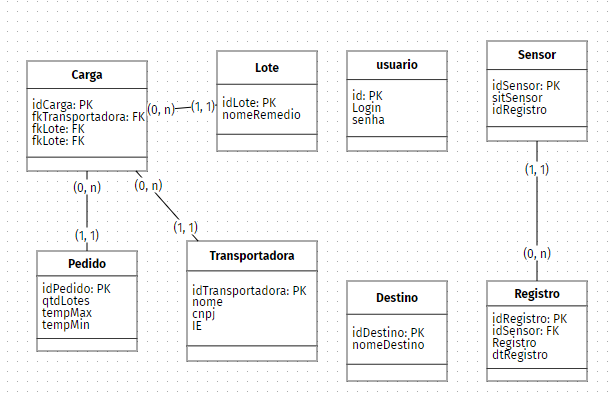 Carga
idCarga: PK
fkTransportadora: FK
fkLote: FK
fkLote: FK
(0, n)
(1, 1)
Lote
idLote: PK
nomeRemedio
usuario
id: PK
Login
senha
Sensor
idSensor: PK
sitSensor
idRegistro
(0, n)
(1, 1)
(0, n)
(1, 1)
(1, 1)
(0, n)
Pedido
idPedido: PK
qtdLotes
tempMax
tempMin
Transportadora
idTransportadora: PK
nome
cnpj
IE
Destino
idDestino: PK
nomeDestino
Registro
idRegistro: PK
idSensor: FK
Registro
dtRegistro